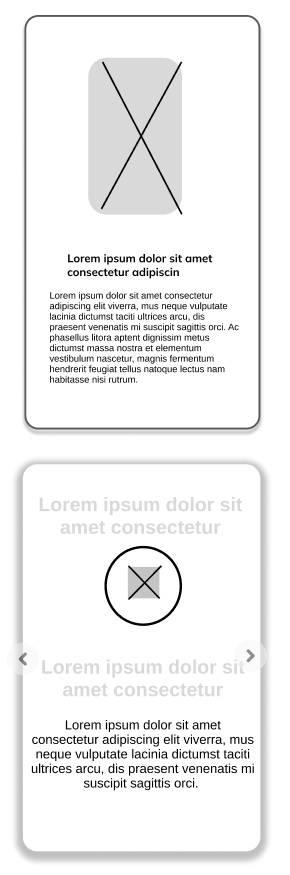 Lorem ipsum dolor sit amet
consectetur adipiscin
Lorem ipsum dolor sit amet consectetur
adipiscing elit viverra, mus neque vulputate
lacinia dictumst taciti ultrices arcu, dis
praesent venenatis mi suscipit sagittis orci. Ac
phasellus litora aptent dignissim metus
dictumst massa nostra et elementum
vestibulum nascetur, magnis fermentum
hendrerit feugiat tellus natoque lectus nam
habitasse nisi rutrum.
Lorem ipsum dolor sit
amet consectetur
Lorem ipsum dolor sit
amet consectetur
Lorem ipsum dolor sit amet
consectetur adipiscing elit viverra, mus
neque vulputate lacinia dictumst taciti
ultrices arcu, dis praesent venenatis mi
suscipit sagittis orci.